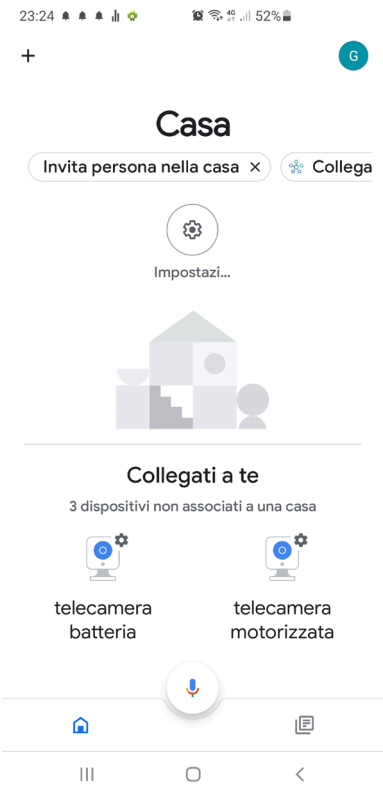 23:24 4G 52%
G
Casa
Invita persona nella casa Collega
Impostazi...
Collegati a te
3 dispositivi non associati a una casa
telecamera batteria
telecamera motorizzata